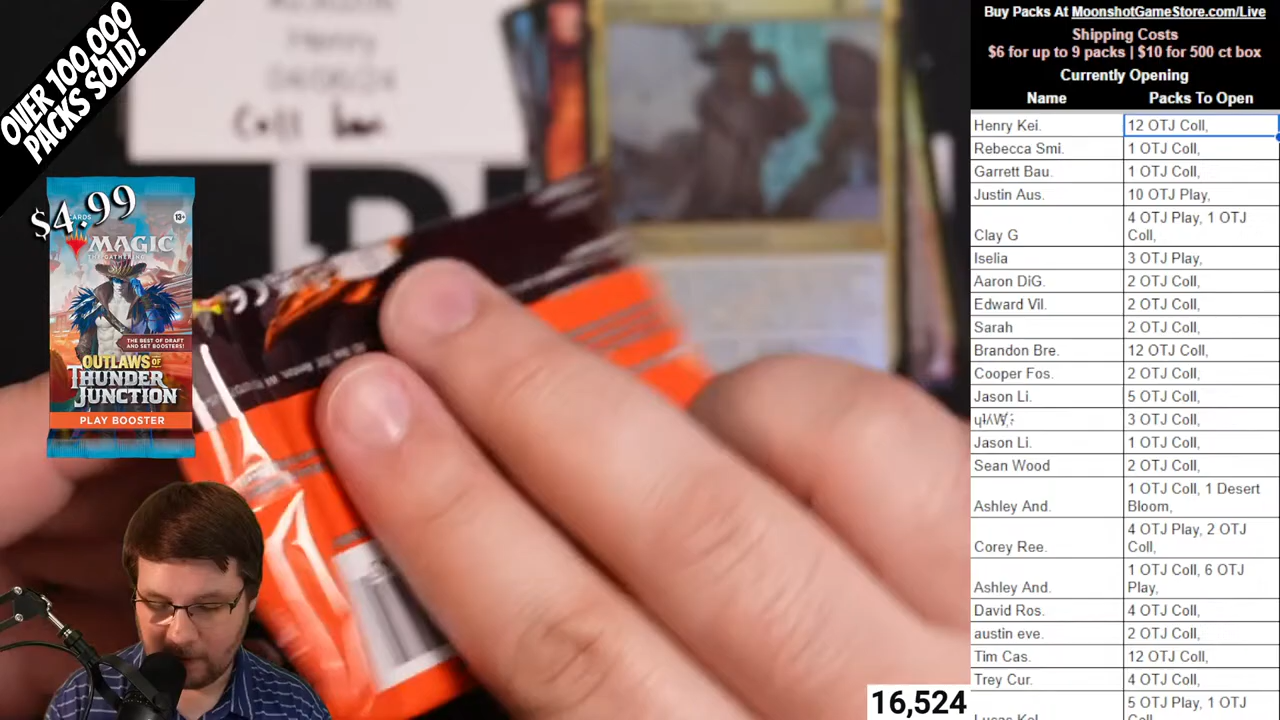 OVER 100,000
PACKS SOLD!
$4.99
CARDS
13+
MAGIC
THE GATHERING
THE BEST OF DRAFT
AND SET BOOSTERS!
OUTLAWS OF
THUNDER
JUNCTION
PLAY BOOSTER
Henry
Coll box
16,524
Buy Packs At MoonshotGameStore.com/Live
Shipping Costs
$6 for up to 9 packs | $10 for 500 ct box
Currently Opening
Name Packs To Open
Henry Kei. 12 OTJ Coll,
Rebecca Smi. 1 OTJ Coll,
Garrett Bau. 1 OTJ Coll,
Justin Aus. 10 OTJ Play,
Clay G 4 OTJ Play, 1 OTJ
Coll,
Iselia 3 OTJ Play,
Aaron DiG. 2 OTJ Coll,
Edward Vil. 2 OTJ Coll,
Sarah 2 OTJ Coll,
Brandon Bre. 12 OTJ Coll,
Cooper Fos. 2 OTJ Coll,
Jason Li. 5 OTJ Coll,
3 OTJ Coll,
Jason Li. 1 OTJ Coll,
Sean Wood 2 OTJ Coll,
Ashley And. 1 OTJ Coll, 1 Desert
Bloom,
Corey Ree. 4 OTJ Play, 2 OTJ
Coll,
Ashley And. 1 OTJ Coll, 6 OTJ
Play,
David Ros. 4 OTJ Coll,
austin eve. 2 OTJ Coll,
Tim Cas. 12 OTJ Coll,
Trey Cur. 4 OTJ Coll,
5 OTJ Play, 1 OTJ